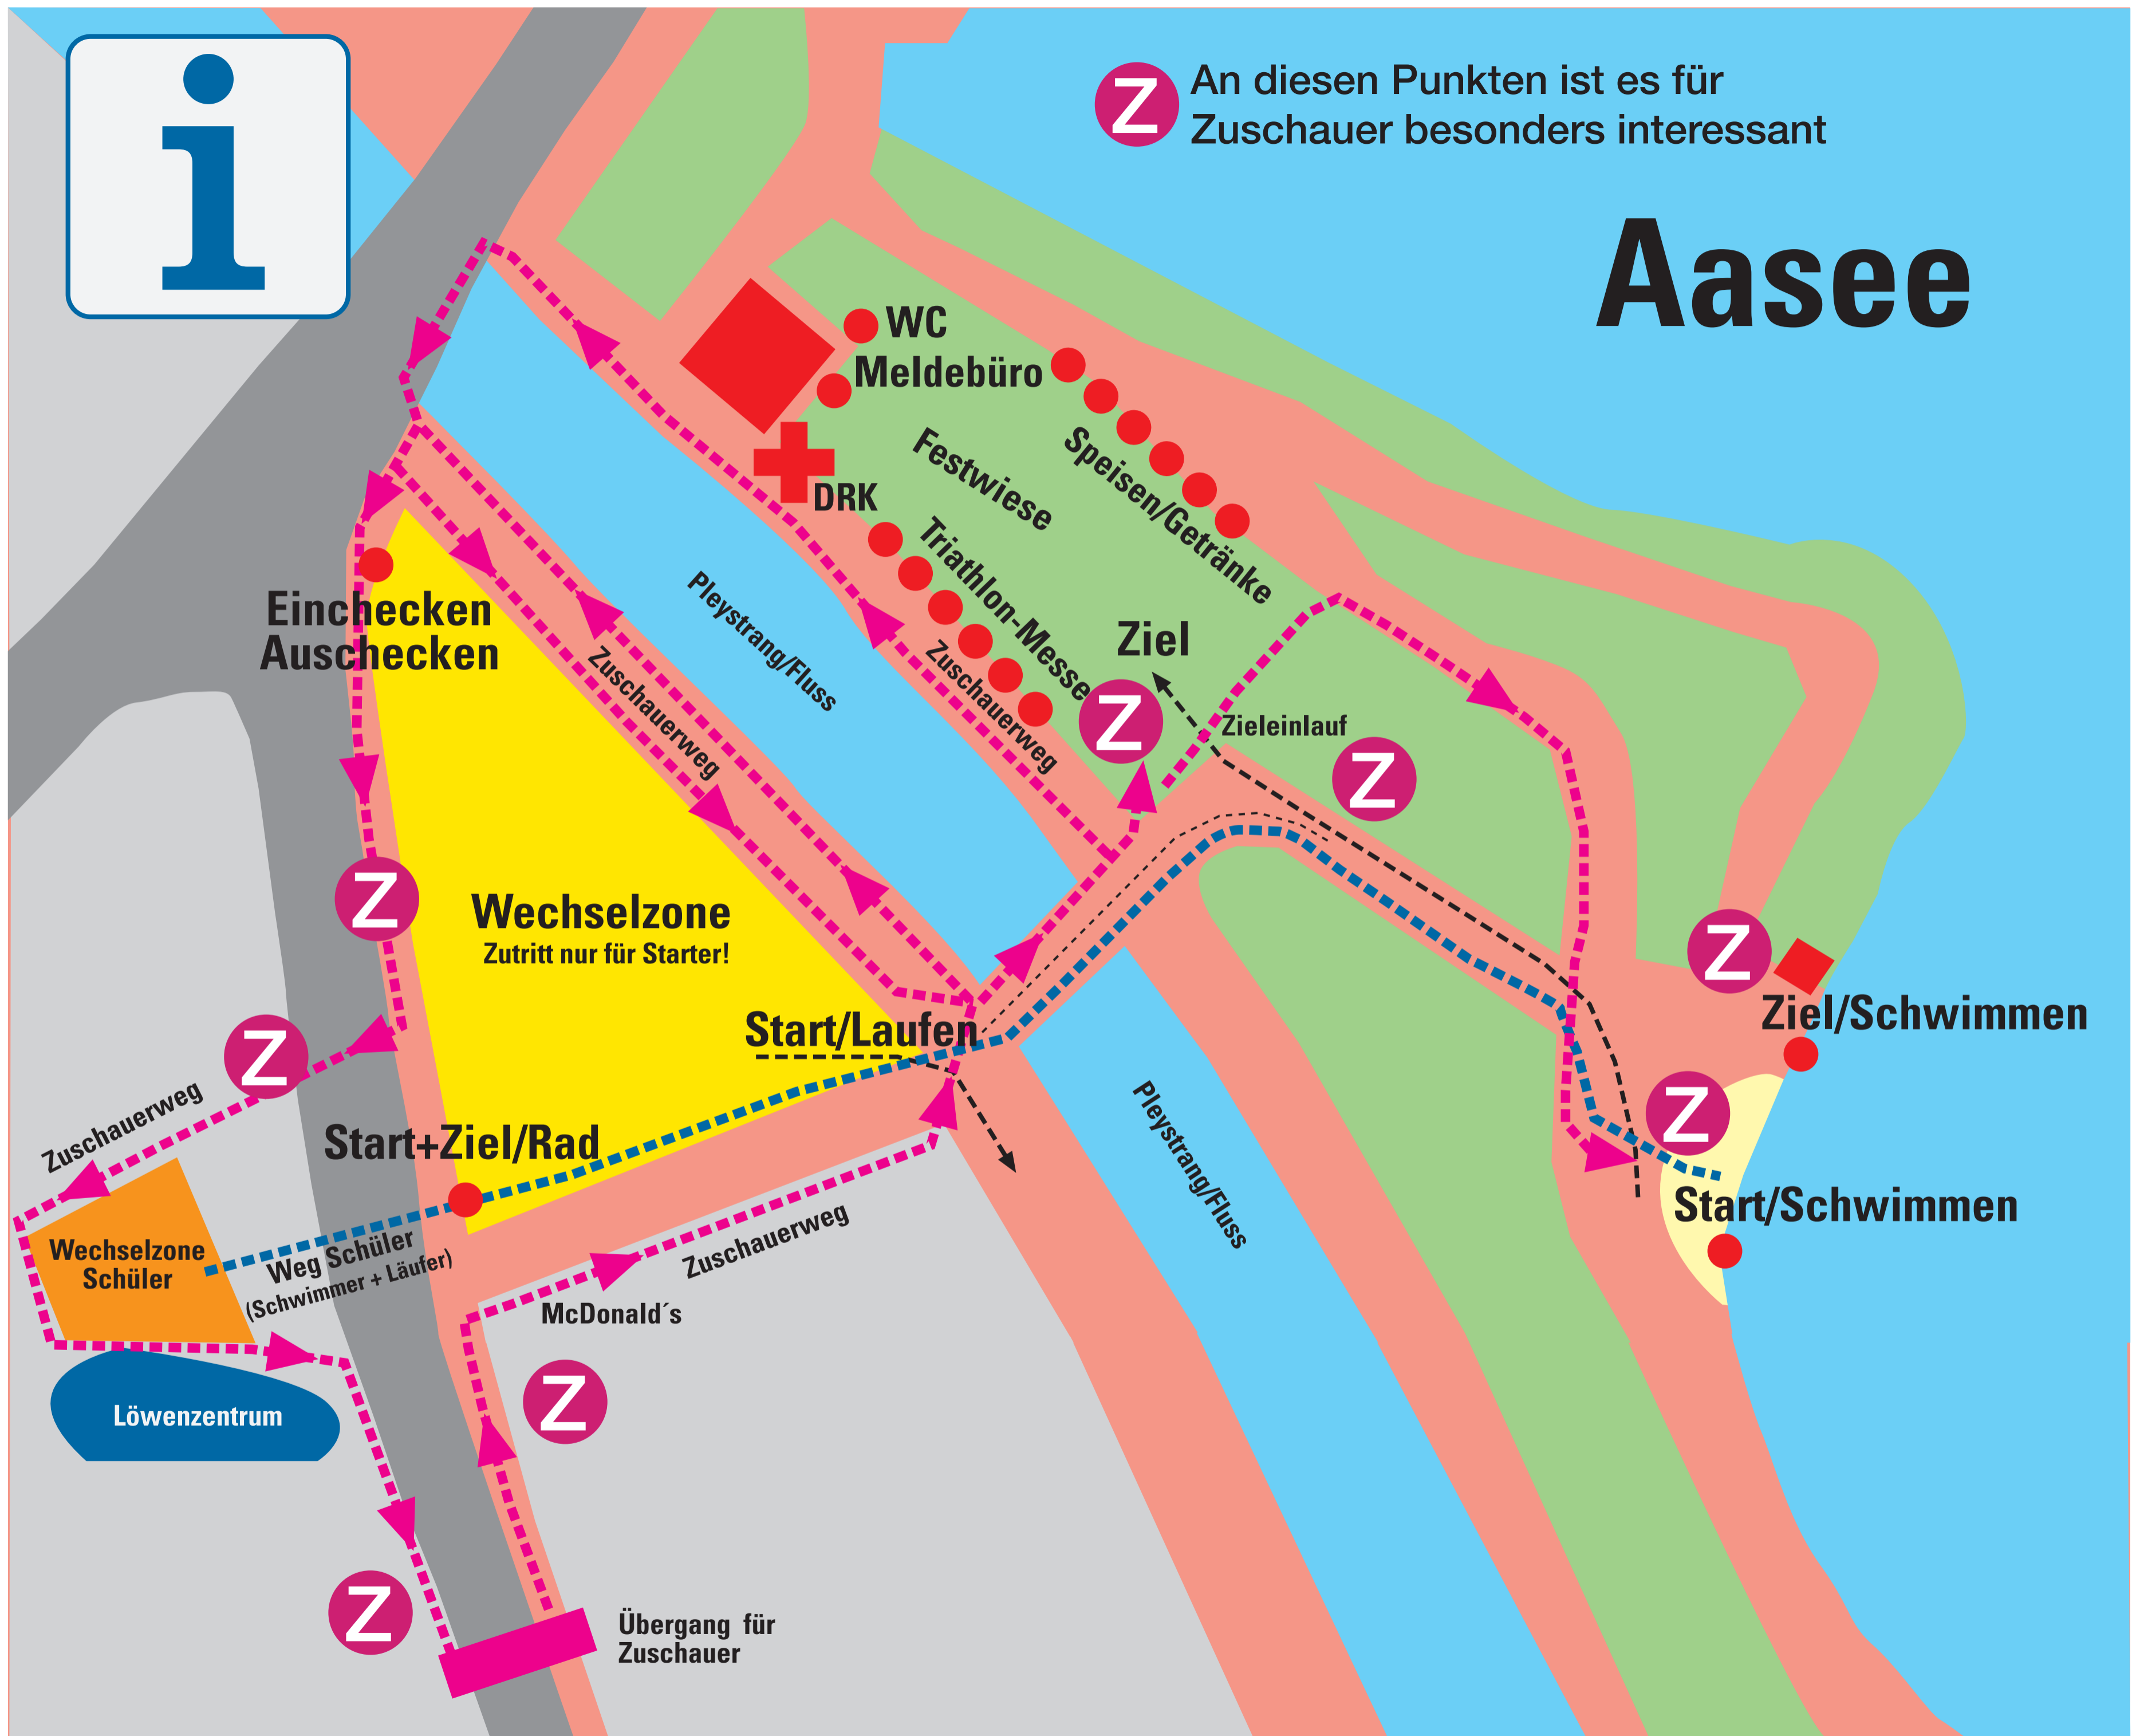 i
Z An diesen Punkten ist es für
Zuschauer besonders interessant
Aasee
WC
Meldebüro
DRK
Festwiese
Speisen/Getränke
Triathlon-Messe
Zuschauerweg
Pleystrang/Fluss
Zuschauerweg
Einchecken
Auschecken
Ziel
Z
Zieleinlauf
Z
Z
Wechselzone
Zutritt nur für Starter!
Z
Ziel/Schwimmen
Start/Laufen
Z
Zuschauerweg
Z
Start+Ziel/Rad
Pleystrang/Fluss
Start/Schwimmen
Wechselzone
Schüler
Weg Schüler
(Schwimmer + Läufer)
Zuschauerweg
McDonald´s
Z
Löwenzentrum
Z
Übergang für
Zuschauer